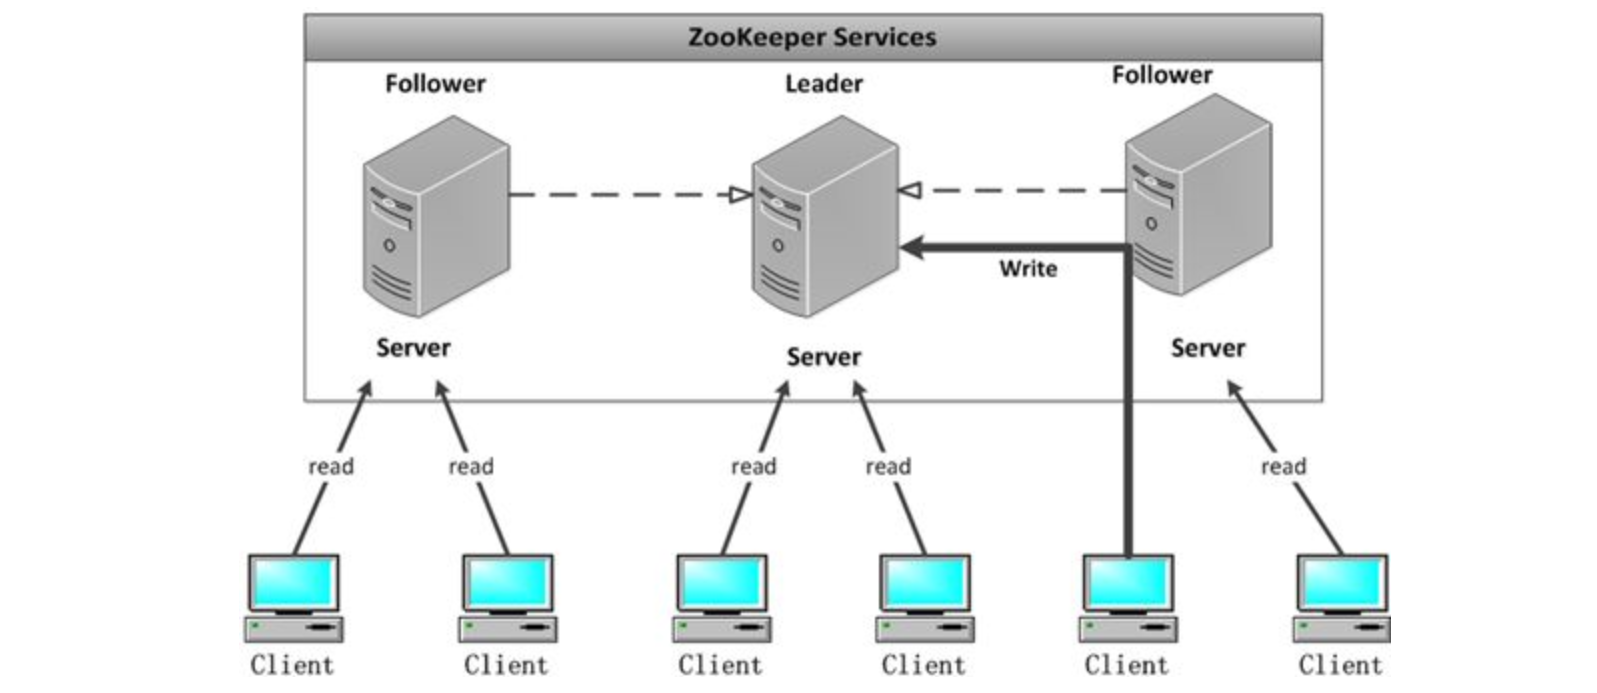 ZooKeeper Services
Follower
Leader
Follower
Write
Server
Server
Server
read
read
read
read
read
Client
Client
Client
Client
Client
Client